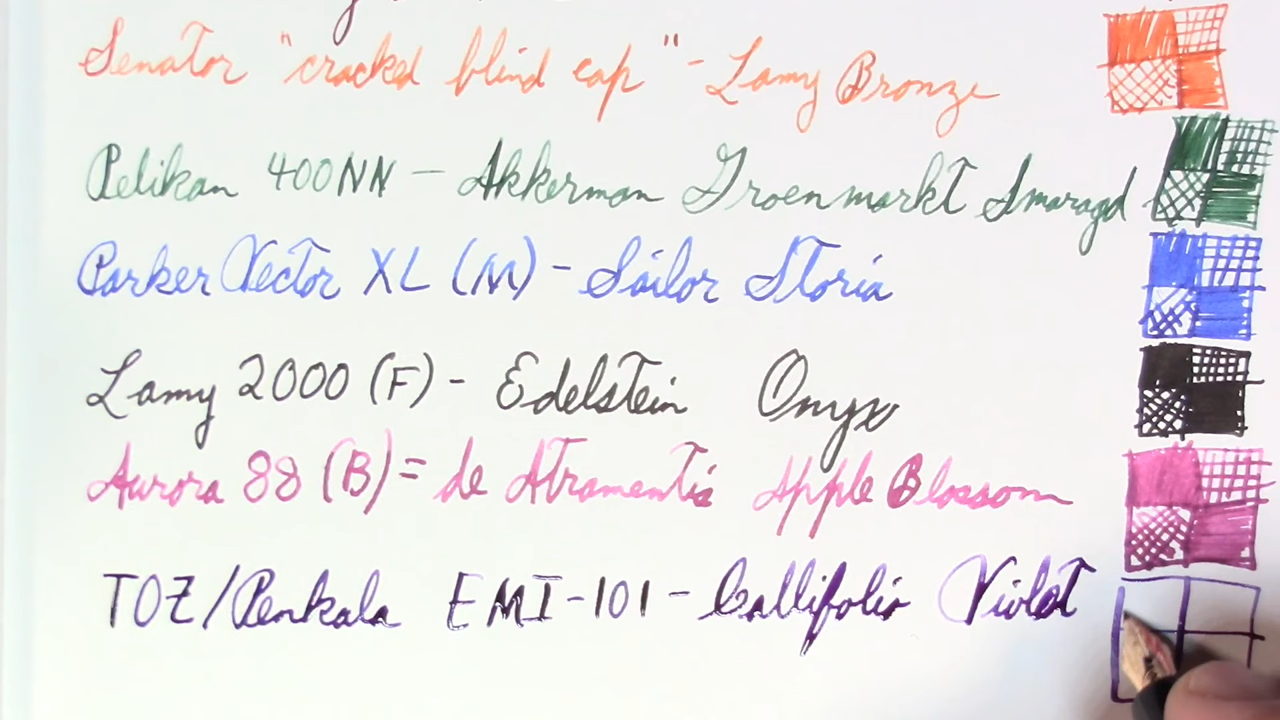 Senator "cracked blind cap" - Lamy Bronze
Pelikan 400NN - Akkerman Groenmarkt Smaragd
Parker Vector XL (M) - Sailor Storia
Lamy 2000 (F) - Edelstein Onyx
Aurora 88 (B) = de Atramentis Apple Blossom
TOZ/Penkala EMI-101 - Callifolio Violet